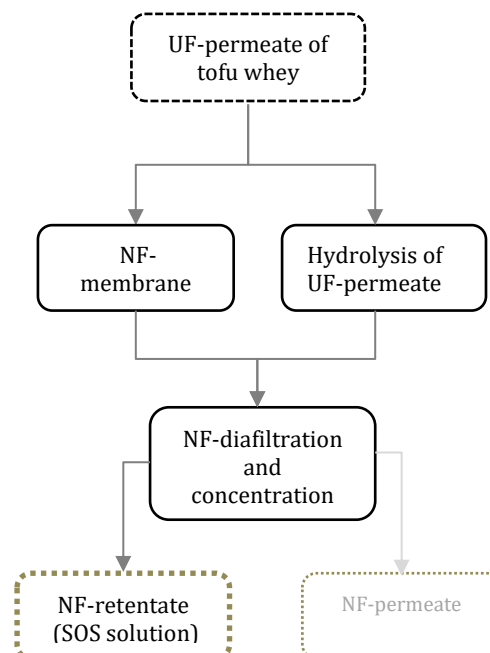 UF-permeate of
tofu whey
NF-
membrane
Hydrolysis of
UF-permeate
NF-diafiltration
and
concentration
NF-retentate
(SOS solution)
NF-permeate